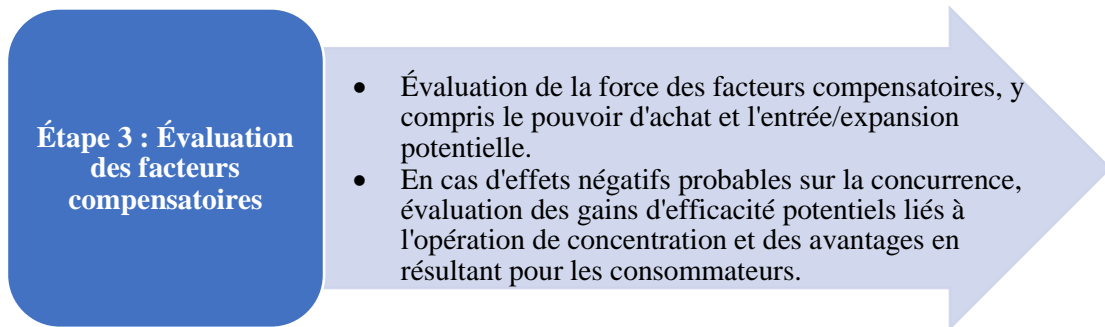 Étape 3 : Évaluation
des facteurs
compensatoires
• Évaluation de la force des facteurs compensatoires, y
compris le pouvoir d'achat et l'entrée/expansion
potentielle.
• En cas d'effets négatifs probables sur la concurrence,
évaluation des gains d'efficacité potentiels liés à
l'opération de concentration et des avantages en
résultant pour les consommateurs.